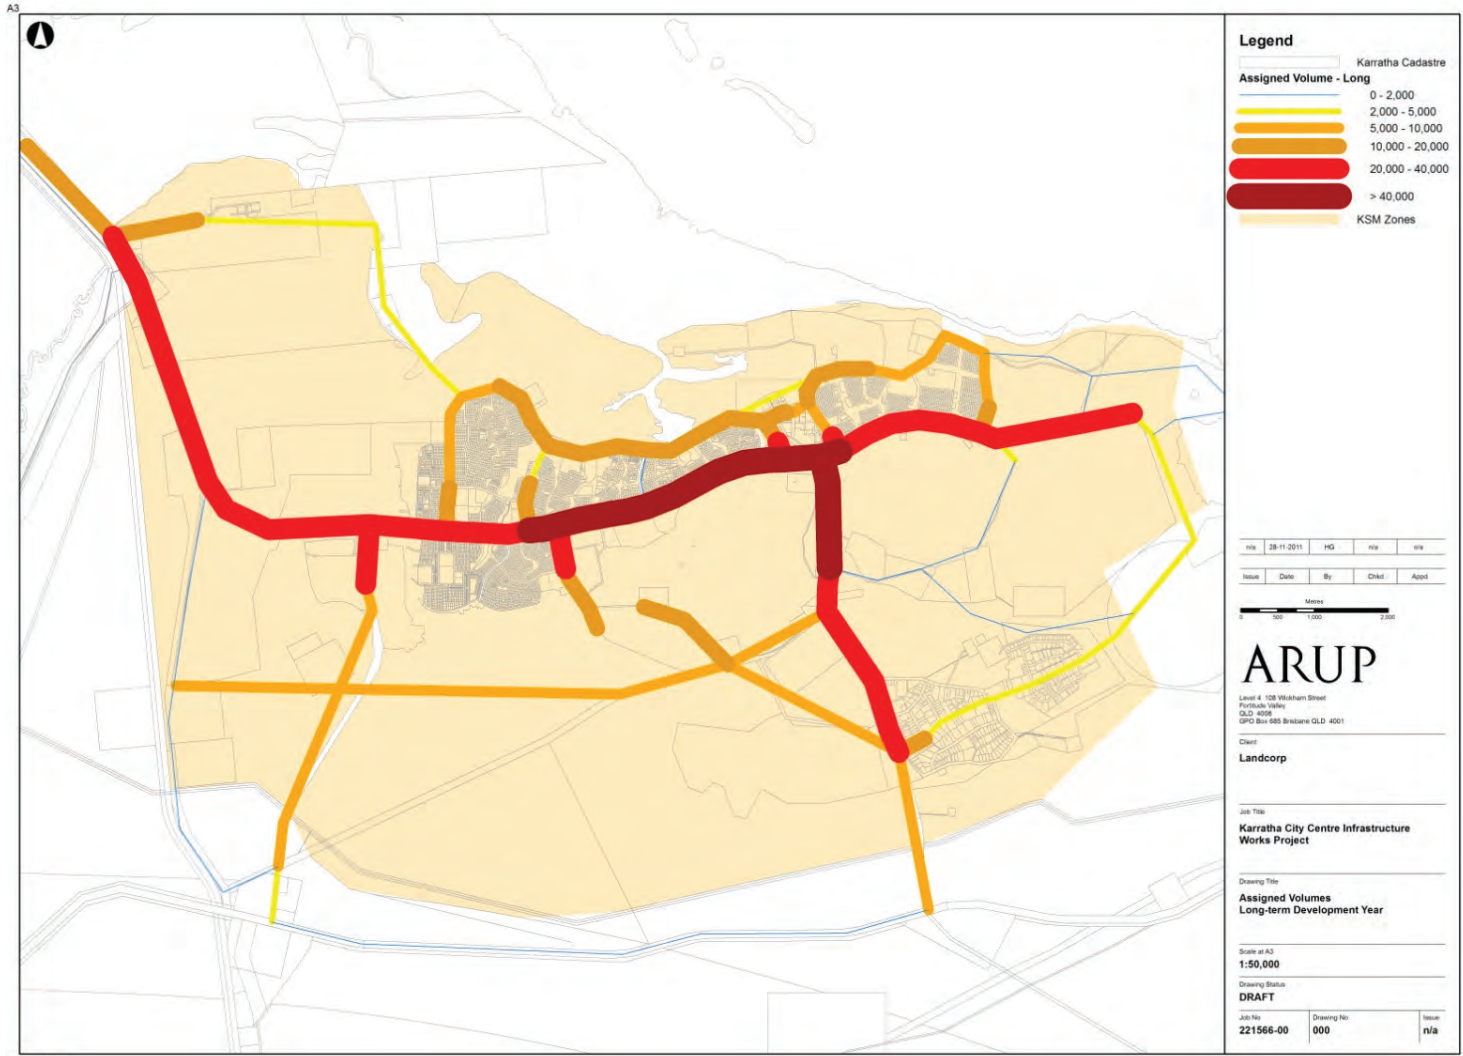 A3
Legend
Karratha Cadastre
Assigned Volume - Long
0 - 2,000
2,000 - 5,000
5,000 - 10,000
10,000 - 20,000
20,000 - 40,000
> 40,000
KSM Zones
n/a 28-11-2011 HG n/a n/a
Issue Date By Chkd Appd
Metres
0 500 1,000 2,000
ARUP
Level 4 108 Wickham Street
Fortitude Valley
QLD 4006
GPO Box 685 Brisbane QLD 4001
Client
Landcorp
Job Title
Karratha City Centre Infrastructure
Works Project
Drawing Title
Assigned Volumes
Long-term Development Year
Scale at A3
1:50,000
Drawing Status
DRAFT
Job No Drawing No Issue
221566-00 000 n/a